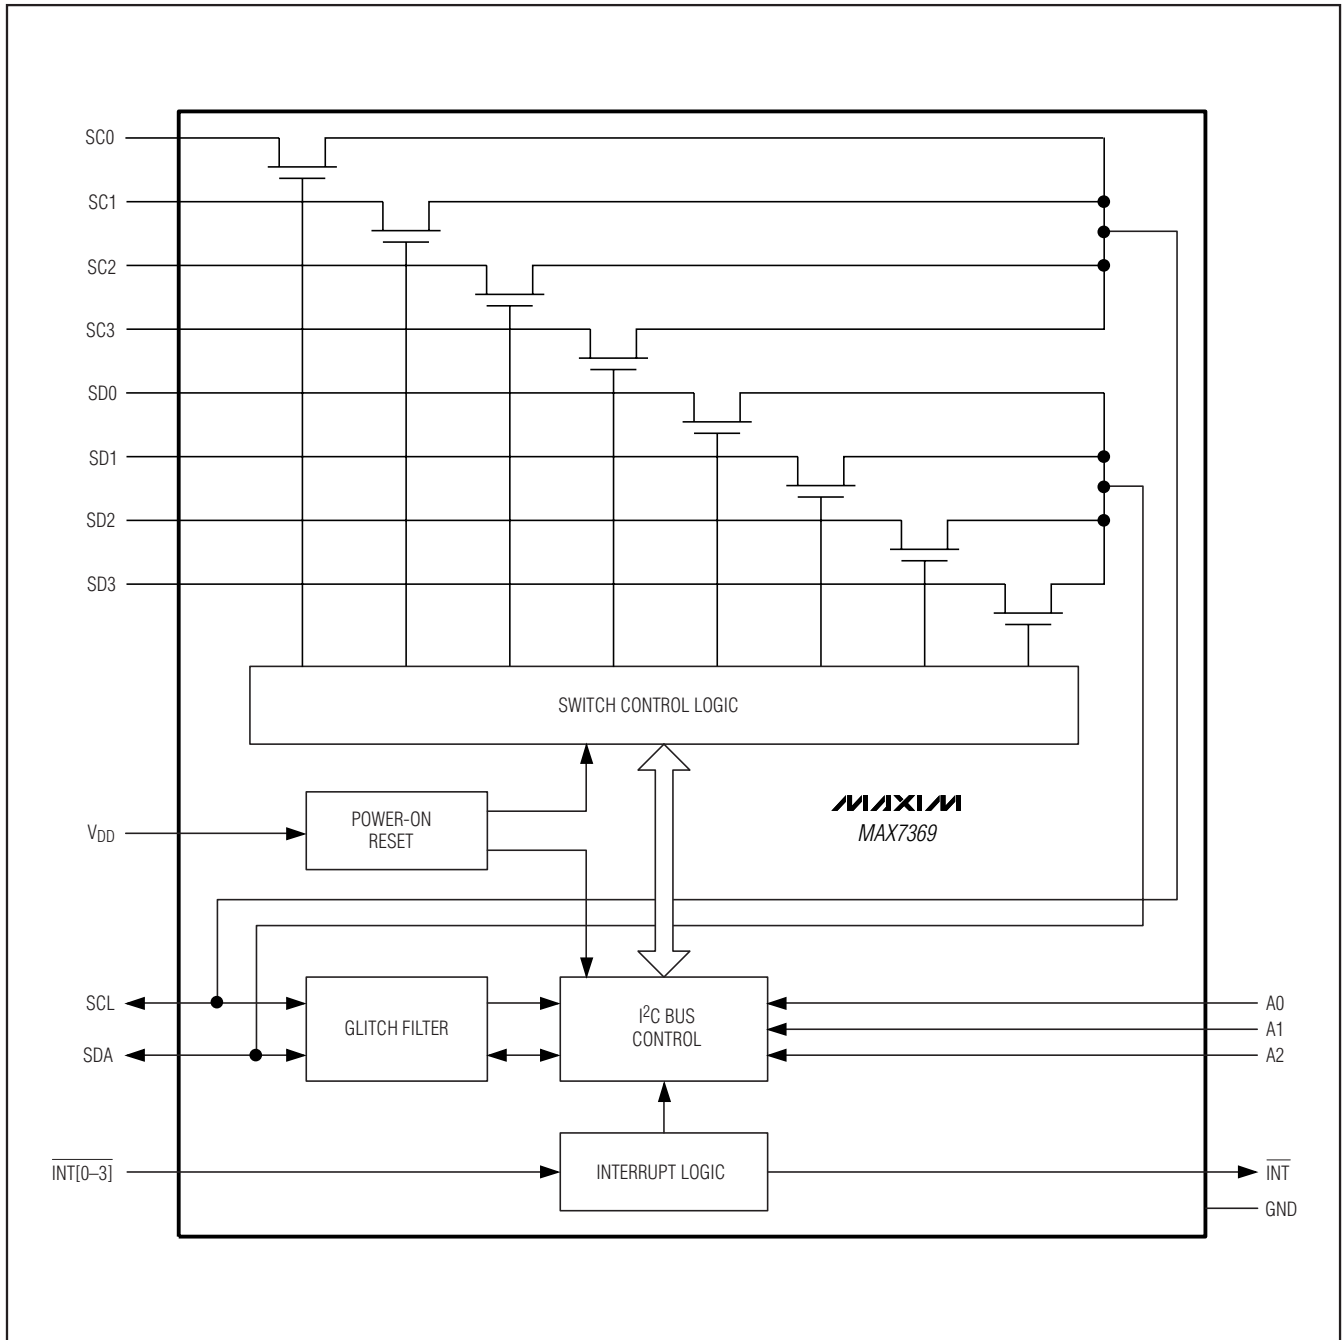 SC0
SC1
SC2
SC3
SD0
SD1
SD2
SD3
SWITCH CONTROL LOGIC
VDD
POWER-ON
RESET
MAXIM
MAX7369
SCL
SDA
GLITCH FILTER
I²C BUS
CONTROL
A0
A1
A2
INT[0–3]
INTERRUPT LOGIC
INT
GND